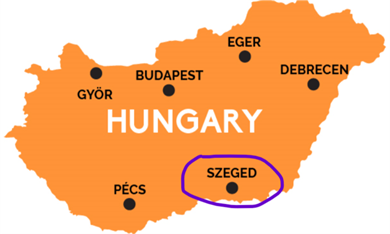 EGER
DEBRECEN
BUDAPEST
GYÖR
HUNGARY
SZEGED
PÉCS